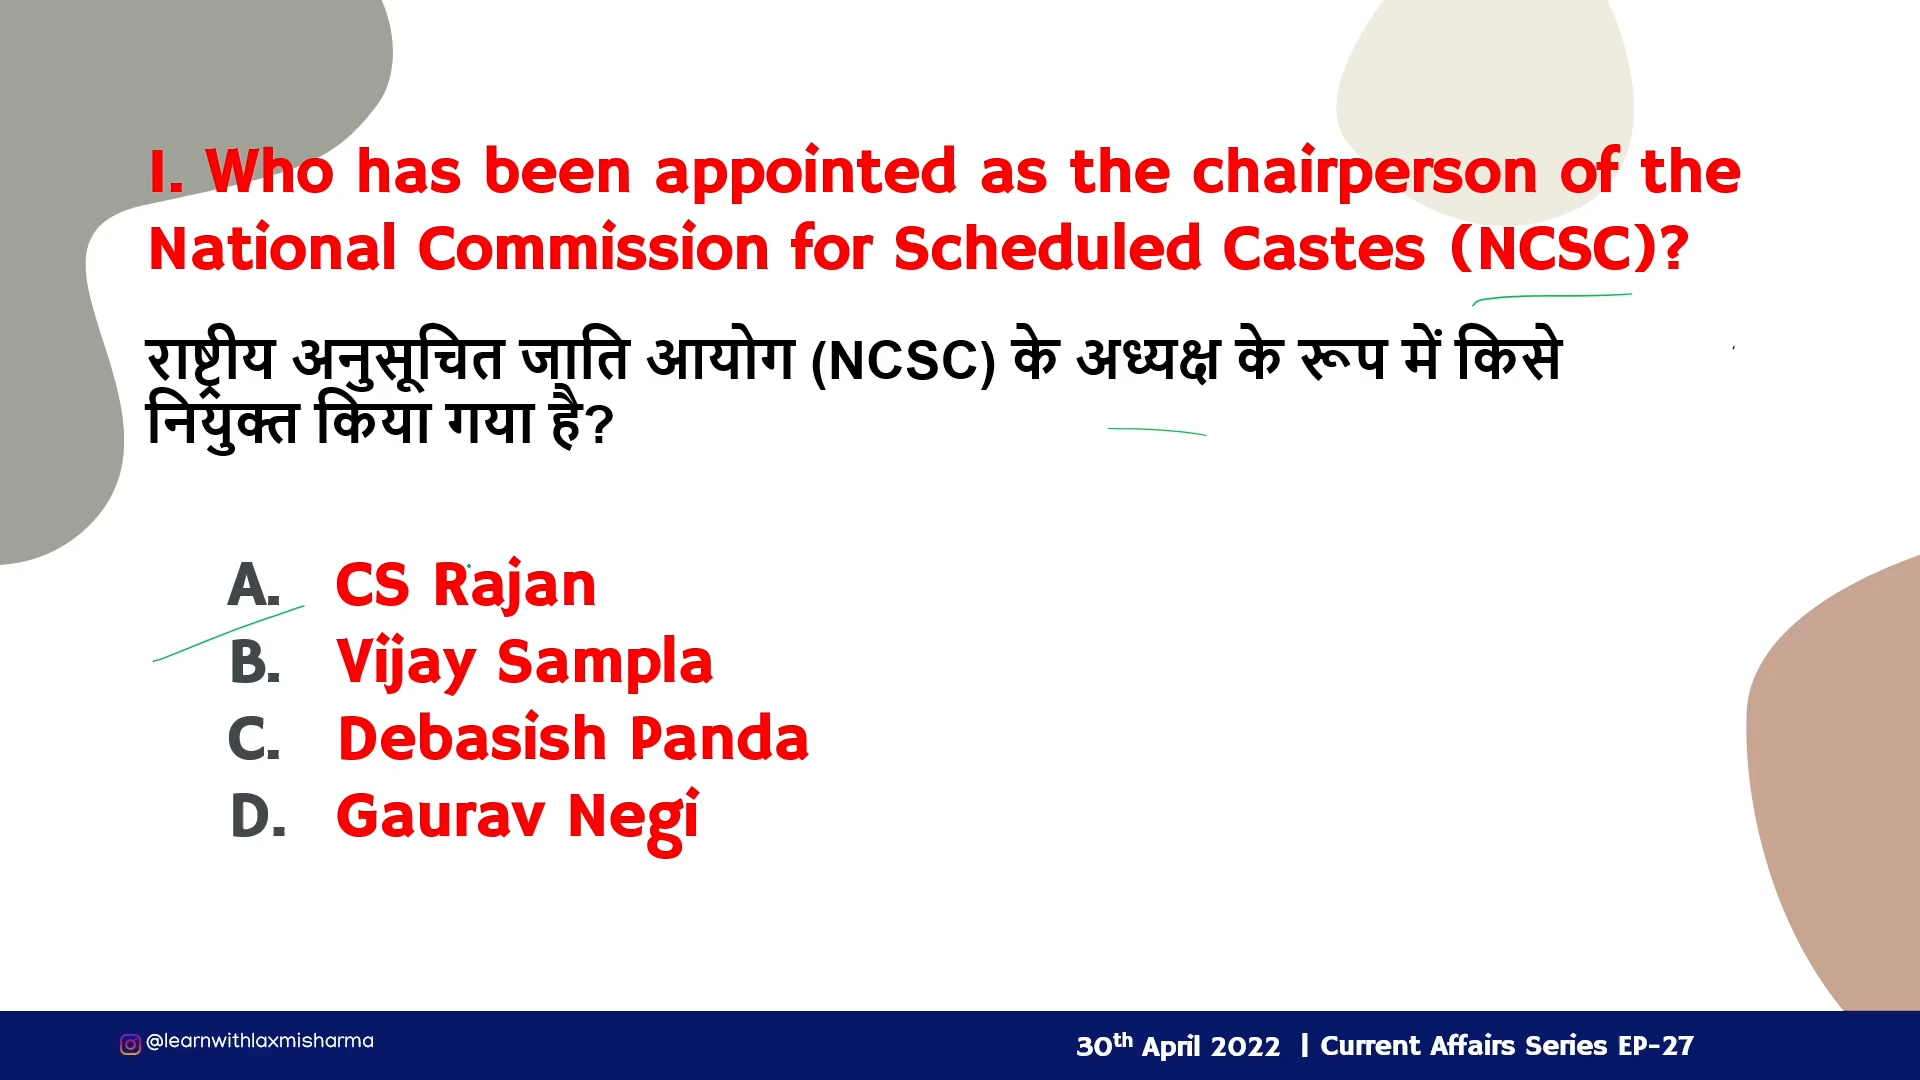 1. Who has been appointed as the chairperson of the
National Commission for Scheduled Castes (NCSC)?
राष्ट्रीय अनुसूचित जाति आयोग (NCSC) के अध्यक्ष के रूप में किसे
नियुक्त किया गया है?
A. CS Rajan
B. Vijay Sampla
C. Debasish Panda
D. Gaurav Negi
@learnwithlaxmisharma
30th April 2022 | Current Affairs Series EP-27